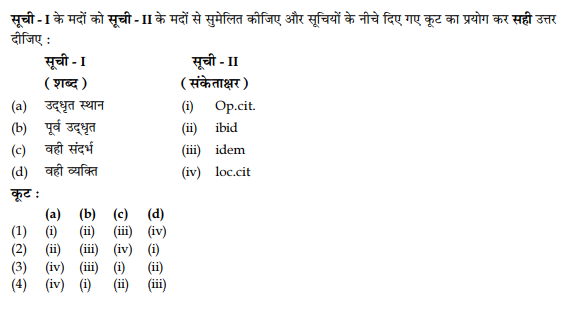 सूची - I के मदों को सूची - II के मदों से सुमेलित कीजिए और सूचियों के नीचे दिए गए कूट का प्रयोग कर सही उत्तर
दीजिए :
सूची - I सूची - II
( शब्द ) ( संकेताक्षर )
(a) उद्धृत स्थान (i) Op.cit.
(b) पूर्व उद्धृत (ii) ibid
(c) वही संदर्भ (iii) idem
(d) वही व्यक्ति (iv) loc.cit
कूट :
(a) (b) (c) (d)
(1) (i) (ii) (iii) (iv)
(2) (ii) (iii) (iv) (i)
(3) (iv) (iii) (i) (ii)
(4) (iv) (i) (ii) (iii)